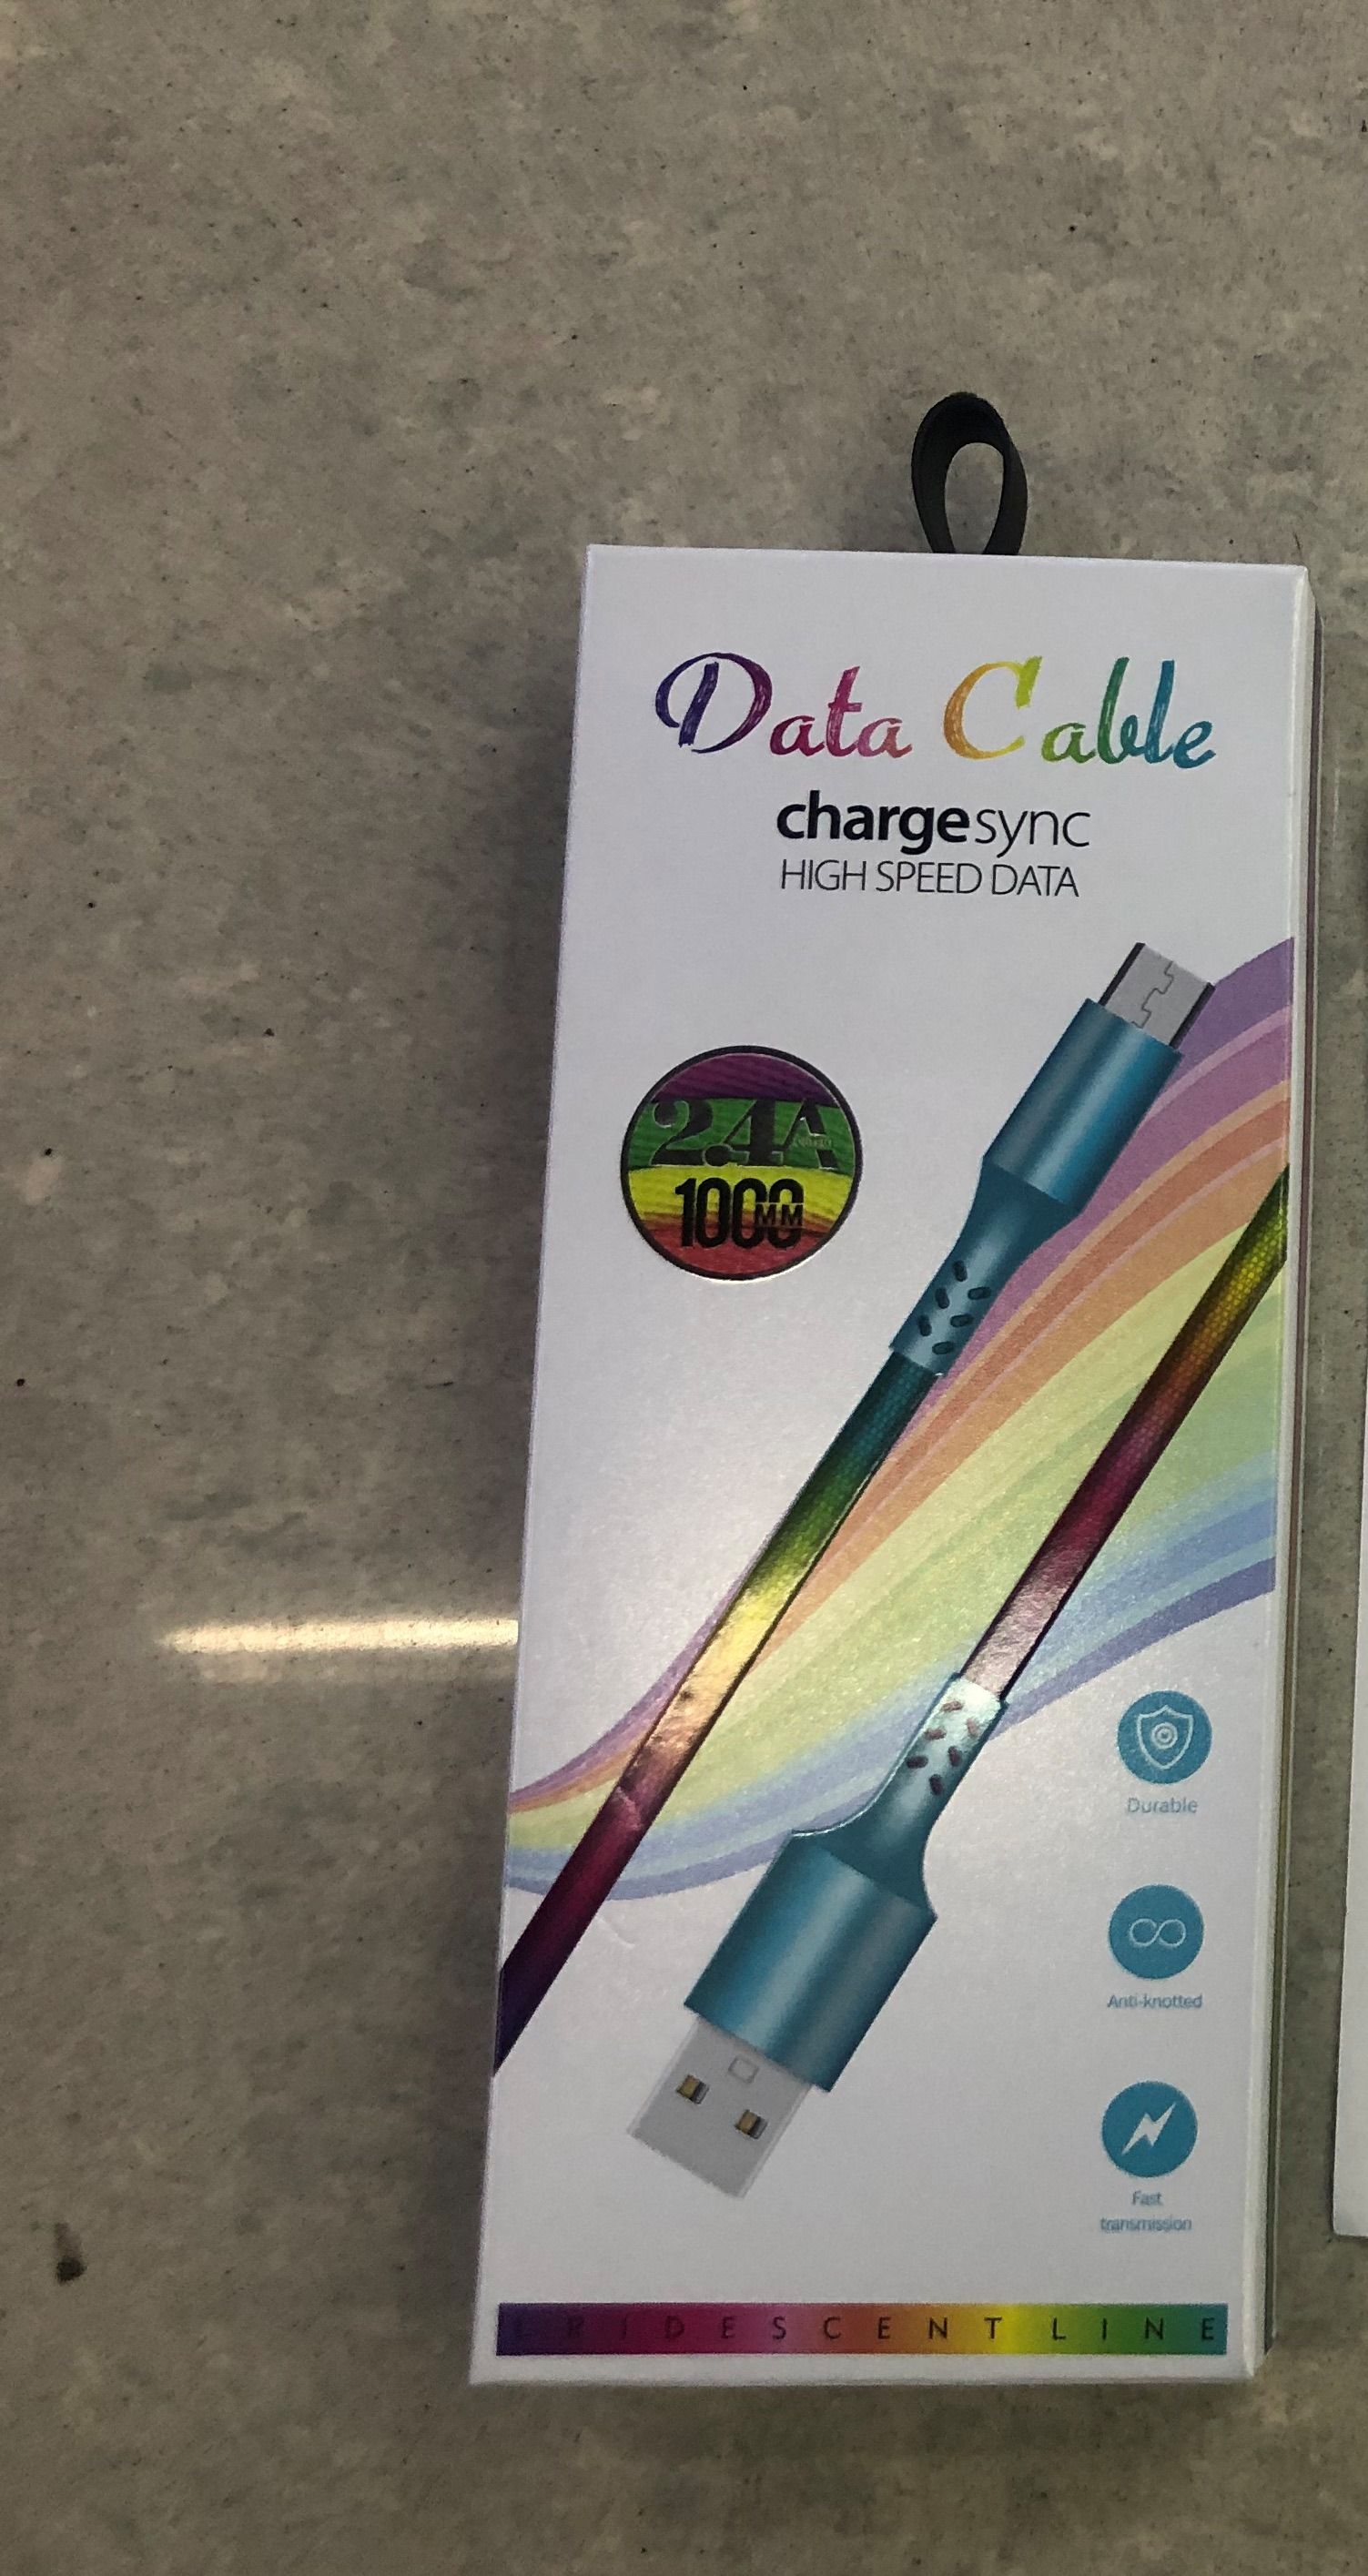 Data Cable
chargesync
HIGH SPEED DATA
2.4A
1000MM
Durable
Anti-knotted
Fast
transmission
IRIDESCENT LINE